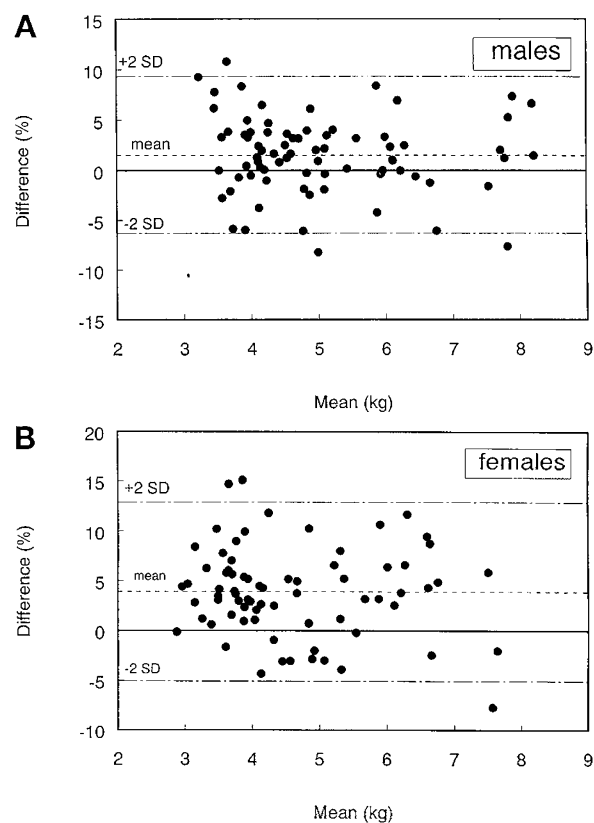 A
15
+2 SD
10
males
5
mean
0
-2 SD
-5
-10
-15
Difference (%)
2 3 4 5 6 7 8 9
Mean (kg)
B
20
15
+2 SD
females
10
5
mean
0
-2 SD
-5
-10
Difference (%)
2 3 4 5 6 7 8 9
Mean (kg)